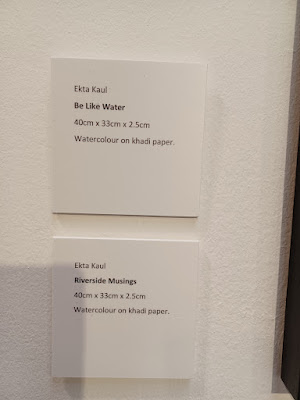 Ekta Kaul
Be Like Water
40cm x 33cm x 2.5cm
Watercolour on khadi paper.
Ekta Kaul
Riverside Musings
40cm x 33cm x 2.5cm
Watercolour on khadi paper.